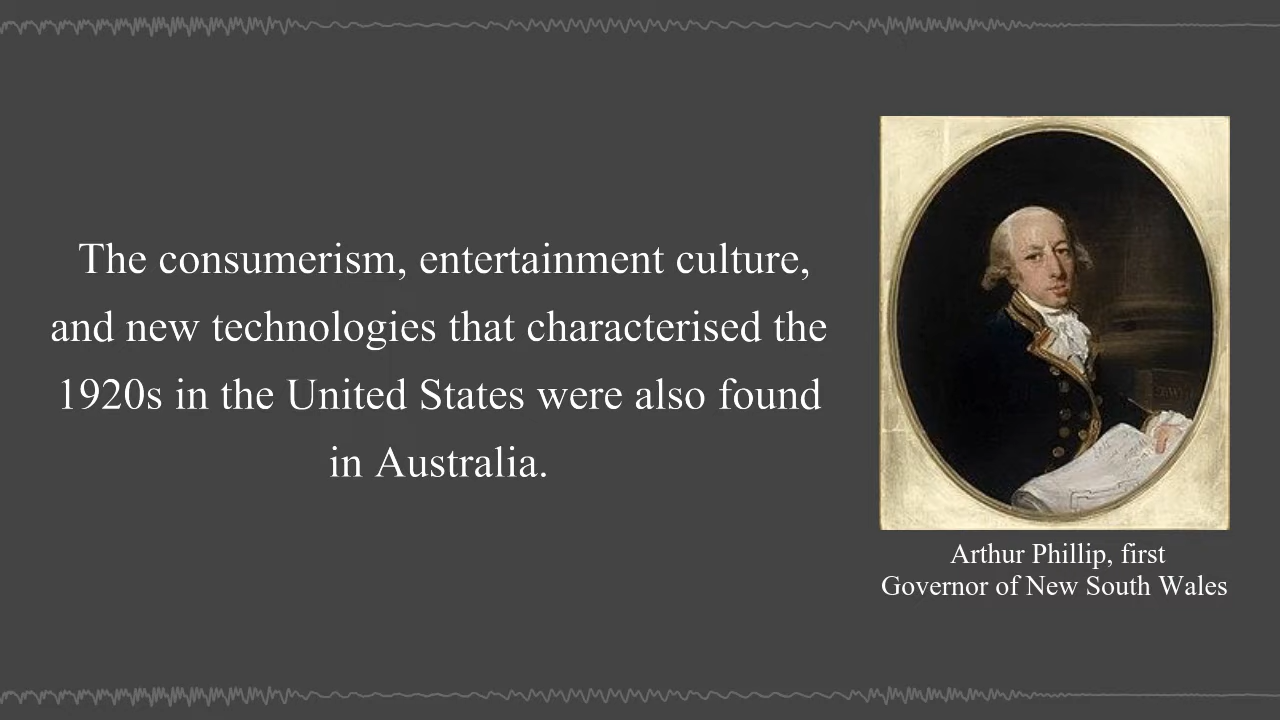 The consumerism, entertainment culture,
and new technologies that characterised the
1920s in the United States were also found
in Australia.
Arthur Phillip, first
Governor of New South Wales